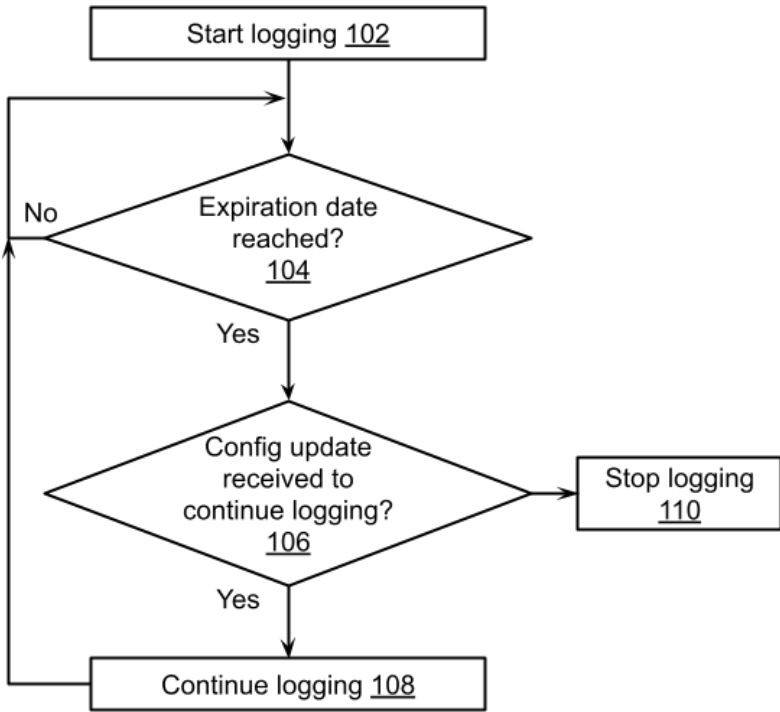 Start logging 102
No
Expiration date
reached?
104
Yes
Config update
received to
continue logging?
106
Stop logging
110
Yes
Continue logging 108